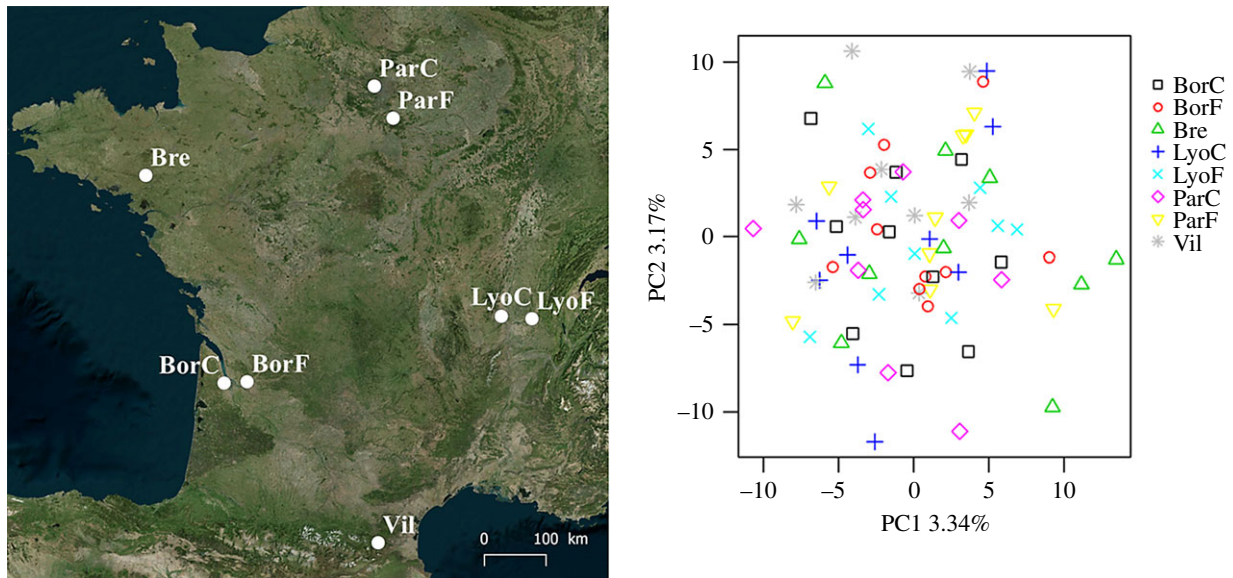 ParC
ParF
Bre
LyoC LyoF
BorC BorF
Vil
0 100 km
10
5
0
−5
−10
PC2 3.17%
−10 −5 0 5 10
PC1 3.34%
BorC
BorF
Bre
LyoC
LyoF
ParC
ParF
Vil